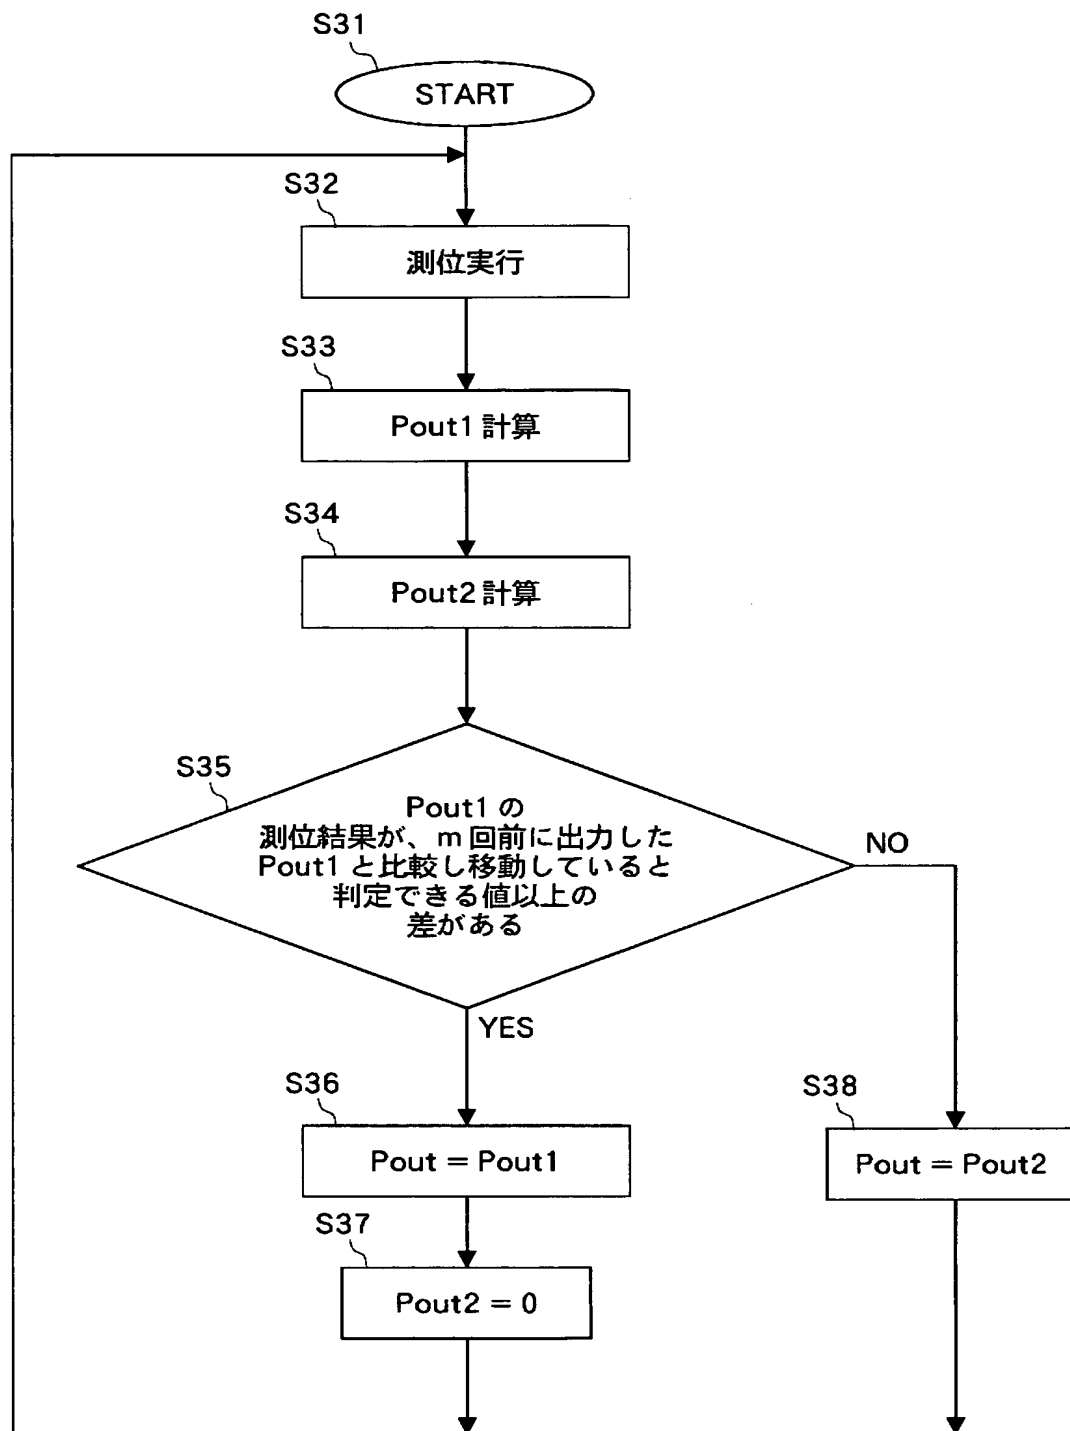 S31
START
S32
測位実行
S33
Pout1 計算
S34
Pout2 計算
S35
Pout1 の
測位結果が、m 回前に出力した
Pout1 と比較し移動していると
判定できる値以上の
差がある
NO
YES
S36
Pout = Pout1
S38
Pout = Pout2
S37
Pout2 = 0